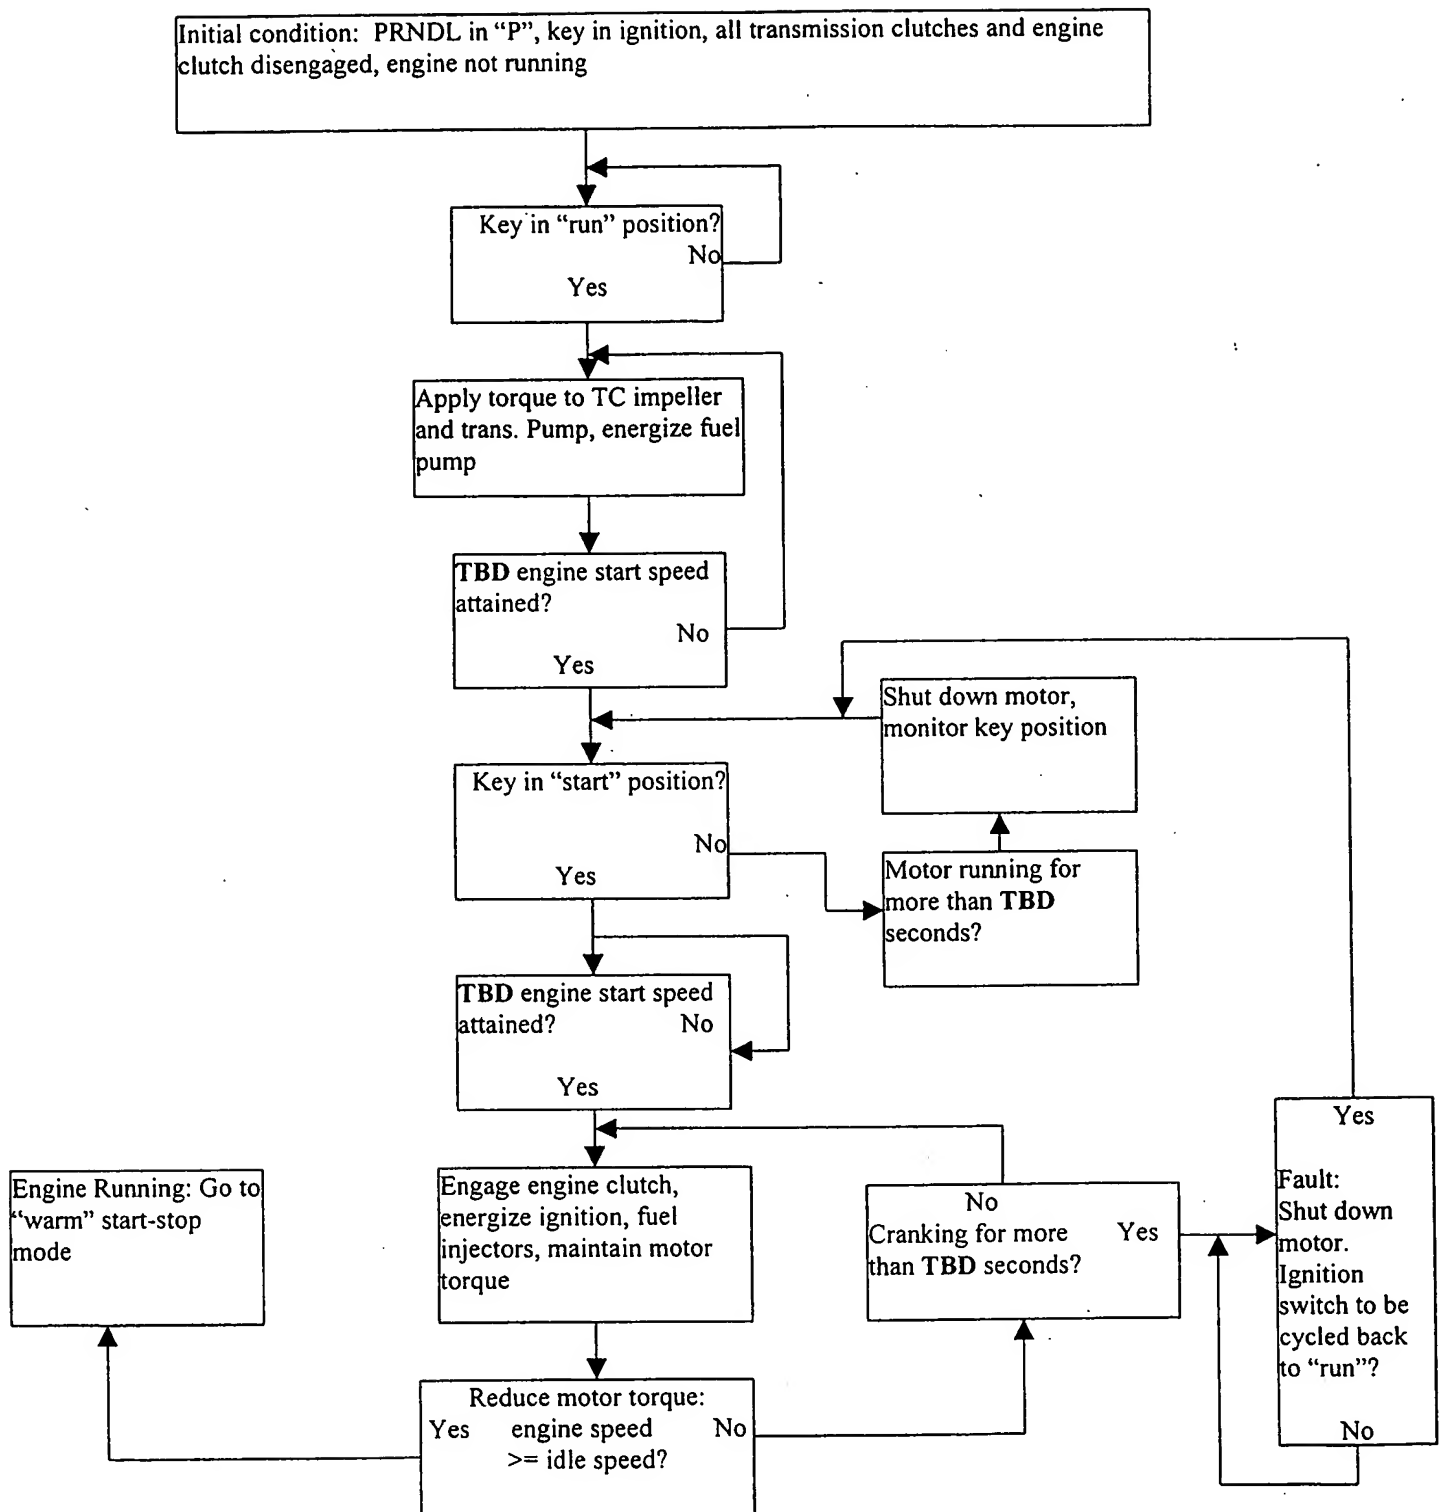 Initial condition: PRNDL in “P”, key in ignition, all transmission clutches and engine
clutch disengaged, engine not running
Key in “run” position?
No
Yes
Apply torque to TC impeller
and trans. Pump, energize fuel
pump
TBD engine start speed
attained?
No
Yes
Shut down motor,
monitor key position
Key in “start” position?
No
Yes
Motor running for
more than TBD
seconds?
TBD engine start speed
attained? No
Yes
Engine Running: Go to
“warm” start-stop
mode
Engage engine clutch,
energize ignition, fuel
injectors, maintain motor
torque
No
Cranking for more Yes
than TBD seconds?
Yes
Fault:
Shut down
motor.
Ignition
switch to be
cycled back
to “run”?
No
Reduce motor torque:
Yes engine speed No
>= idle speed?